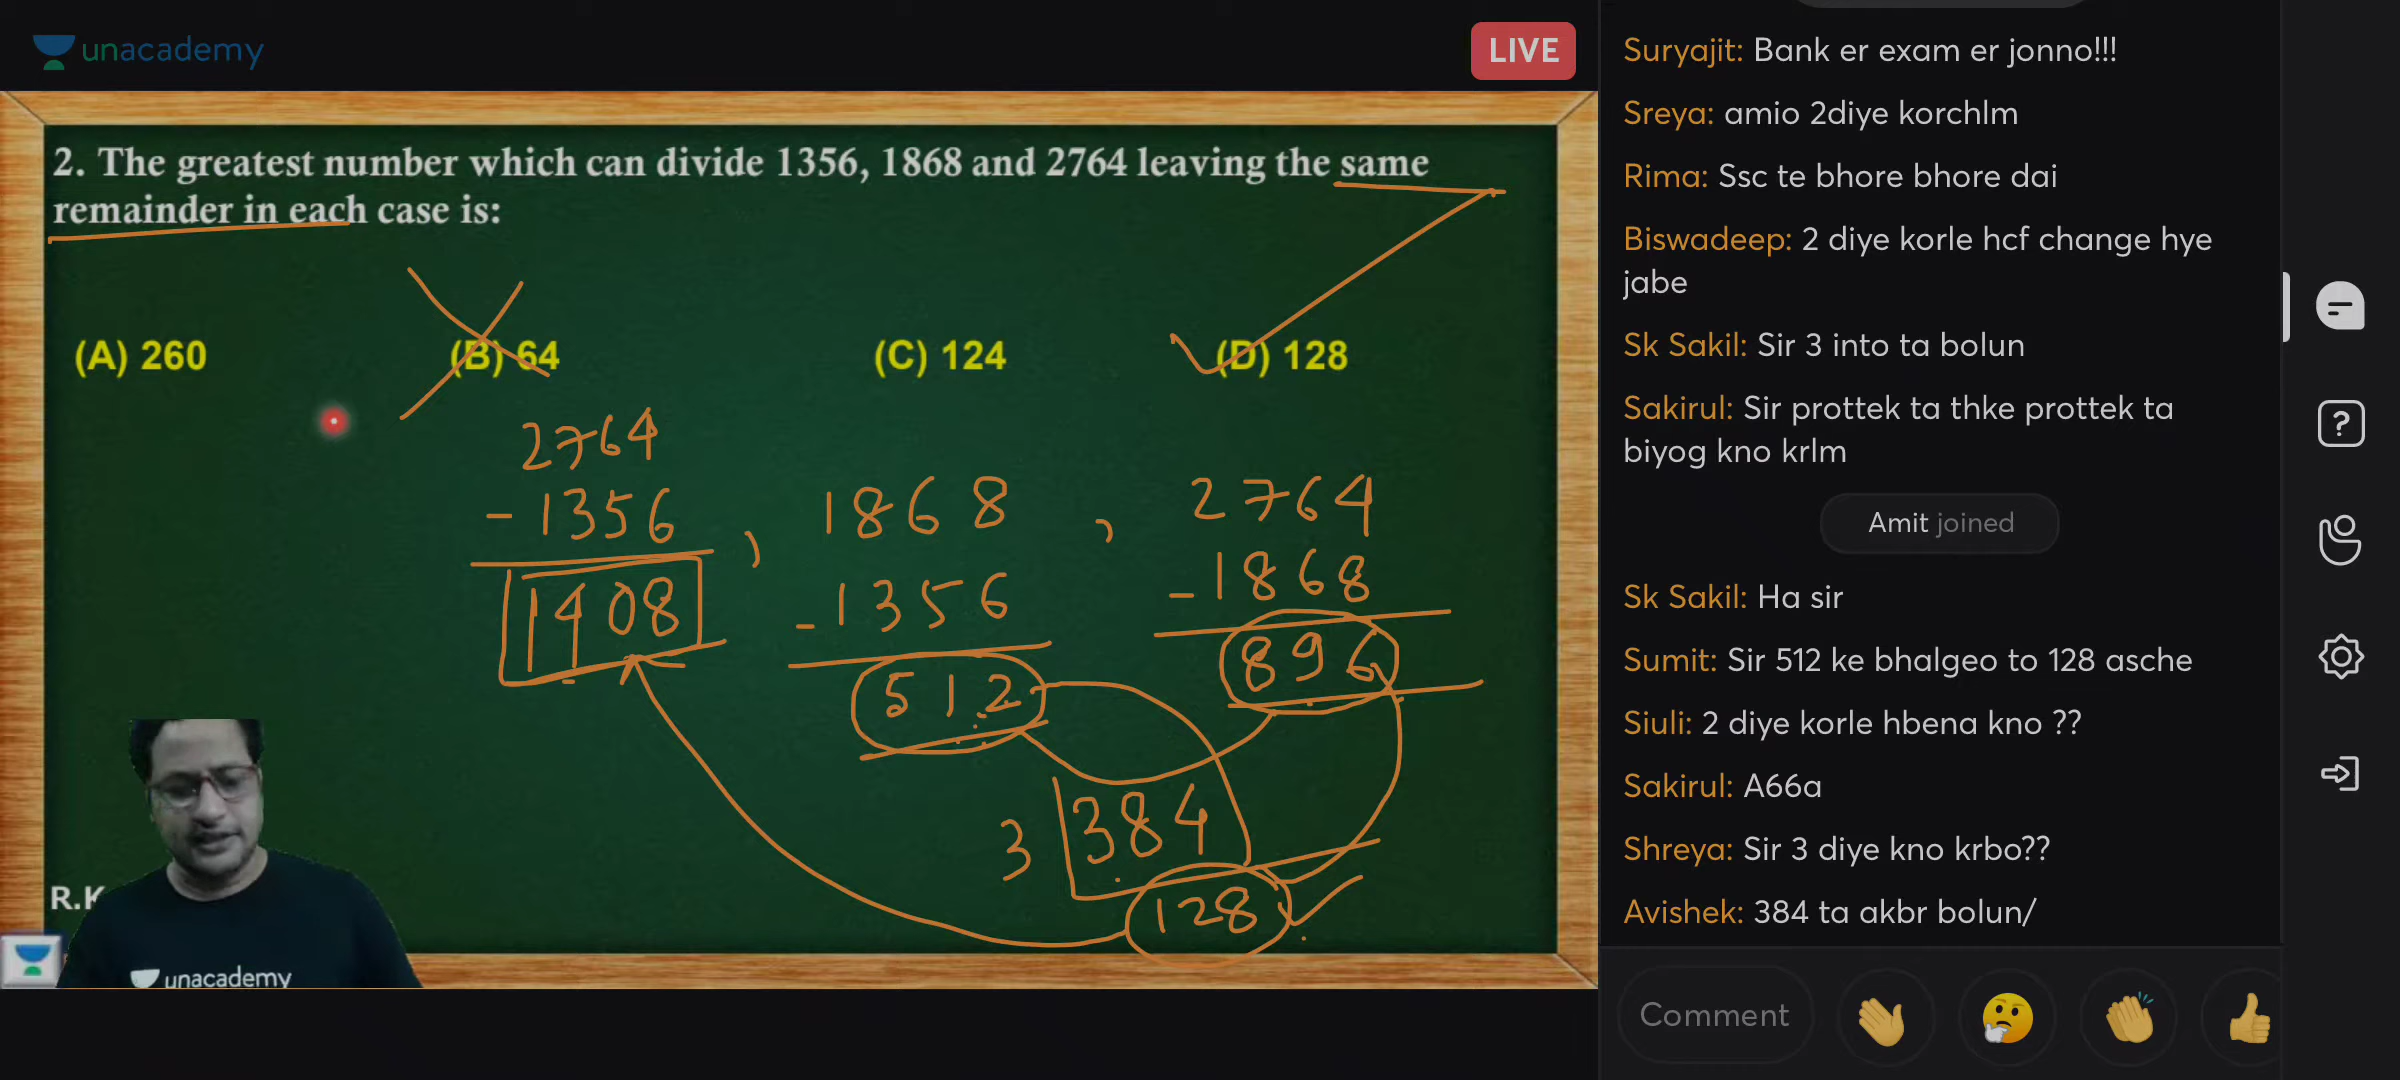 unacademy
LIVE
2. The greatest number which can divide 1356, 1868 and 2764 leaving the same
remainder in each case is:
(A) 260
(B) 64
(C) 124
(D) 128
2764
- 1356
1408
,
1868
- 1356
512
,
2764
- 1868
896
3 384
128
R.K
unacademy
Suryajit: Bank er exam er jonno!!!
Sreya: amio 2diye korchlm
Rima: Ssc te bhore bhore dai
Biswadeep: 2 diye korle hcf change hye
jabe
Sk Sakil: Sir 3 into ta bolun
Sakirul: Sir prottek ta thke prottek ta
biyog kno krlm
Amit joined
Sk Sakil: Ha sir
Sumit: Sir 512 ke bhalgeo to 128 asche
Siuli: 2 diye korle hbena kno ??
Sakirul: A66a
Shreya: Sir 3 diye kno krbo??
Avishek: 384 ta akbr bolun/
Comment